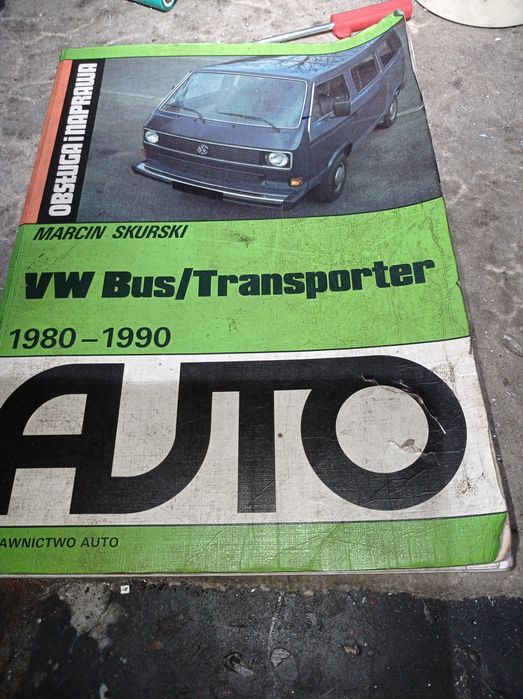 OBSŁUGA i NAPRAWA
MARCIN SKURSKI
VW Bus/Transporter
1980-1990
AUTO
AWNICTWO AUTO